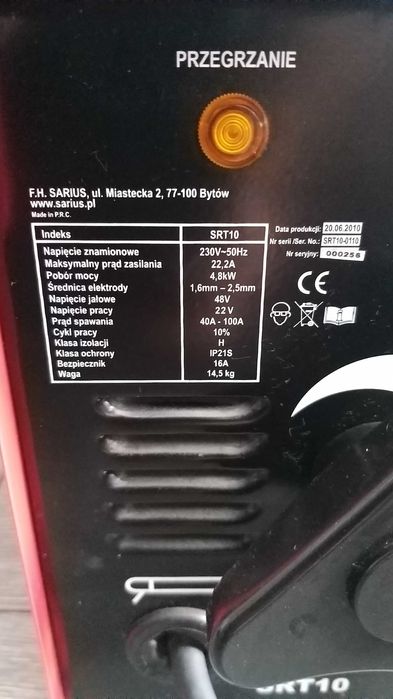 PRZEGRZANIE
F.H. SARIUS, ul. Miastecka 2, 77-100 Bytów
www.sarius.pl
Made in P.R.C.
Indeks SRT10
Napięcie znamionowe 230V~50Hz
Maksymalny prąd zasilania 22,2A
Pobór mocy 4,8kW
Średnica elektrody 1,6mm – 2,5mm
Napięcie jałowe 48V
Napięcie pracy 22 V
Prąd spawania 40A - 100A
Cykl pracy 10%
Klasa izolacji H
Klasa ochrony IP21S
Bezpiecznik 16A
Waga 14,5 kg
Data produkcji: 20.06.2010
Nr serii /Ser. No.: SRT10-0110
Nr seryjny: 000256
CE
SRT10